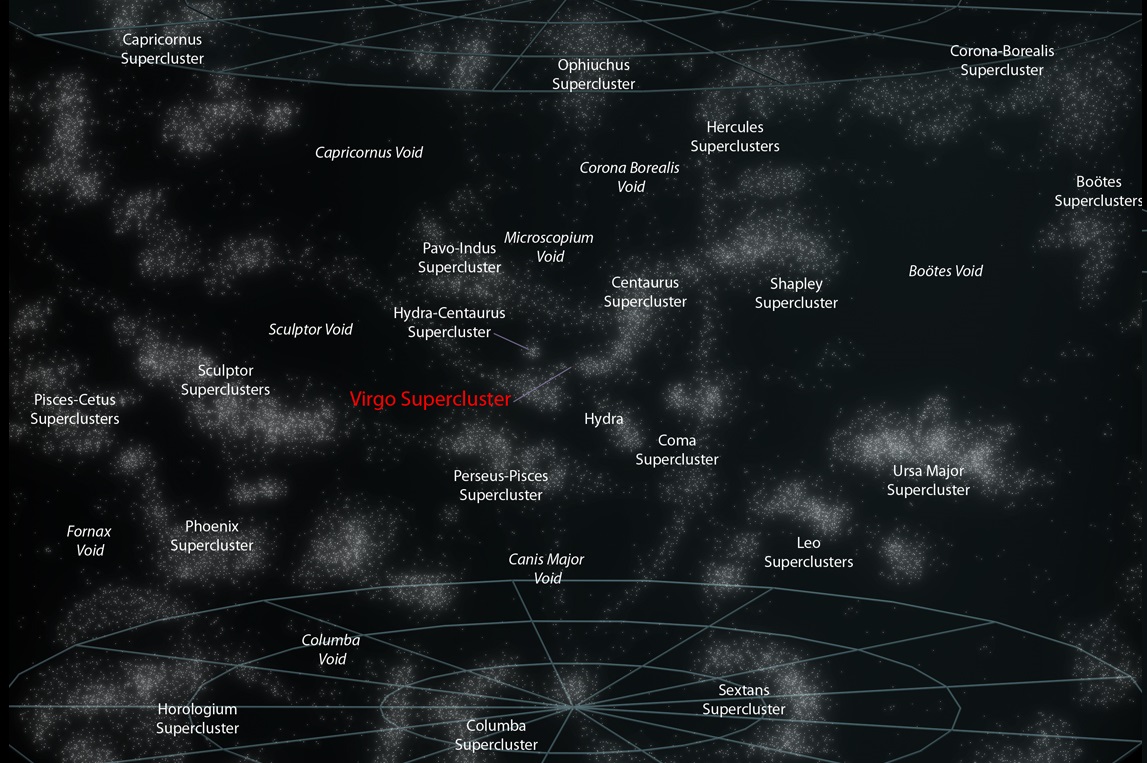 Capricornus
Supercluster
Ophiuchus
Supercluster
Corona-Borealis
Supercluster
Hercules
Superclusters
Capricornus Void
Corona Borealis
Void
Boötes
Superclusters
Pavo-Indus
Supercluster
Microscopium
Void
Centaurus
Supercluster
Shapley
Supercluster
Boötes Void
Hydra-Centaurus
Supercluster
Sculptor Void
Sculptor
Superclusters
Virgo Supercluster
Pisces-Cetus
Superclusters
Hydra
Coma
Supercluster
Ursa Major
Supercluster
Perseus-Pisces
Supercluster
Fornax
Void
Phoenix
Supercluster
Leo
Superclusters
Canis Major
Void
Columba
Void
Sextans
Supercluster
Horologium
Supercluster
Columba
Supercluster